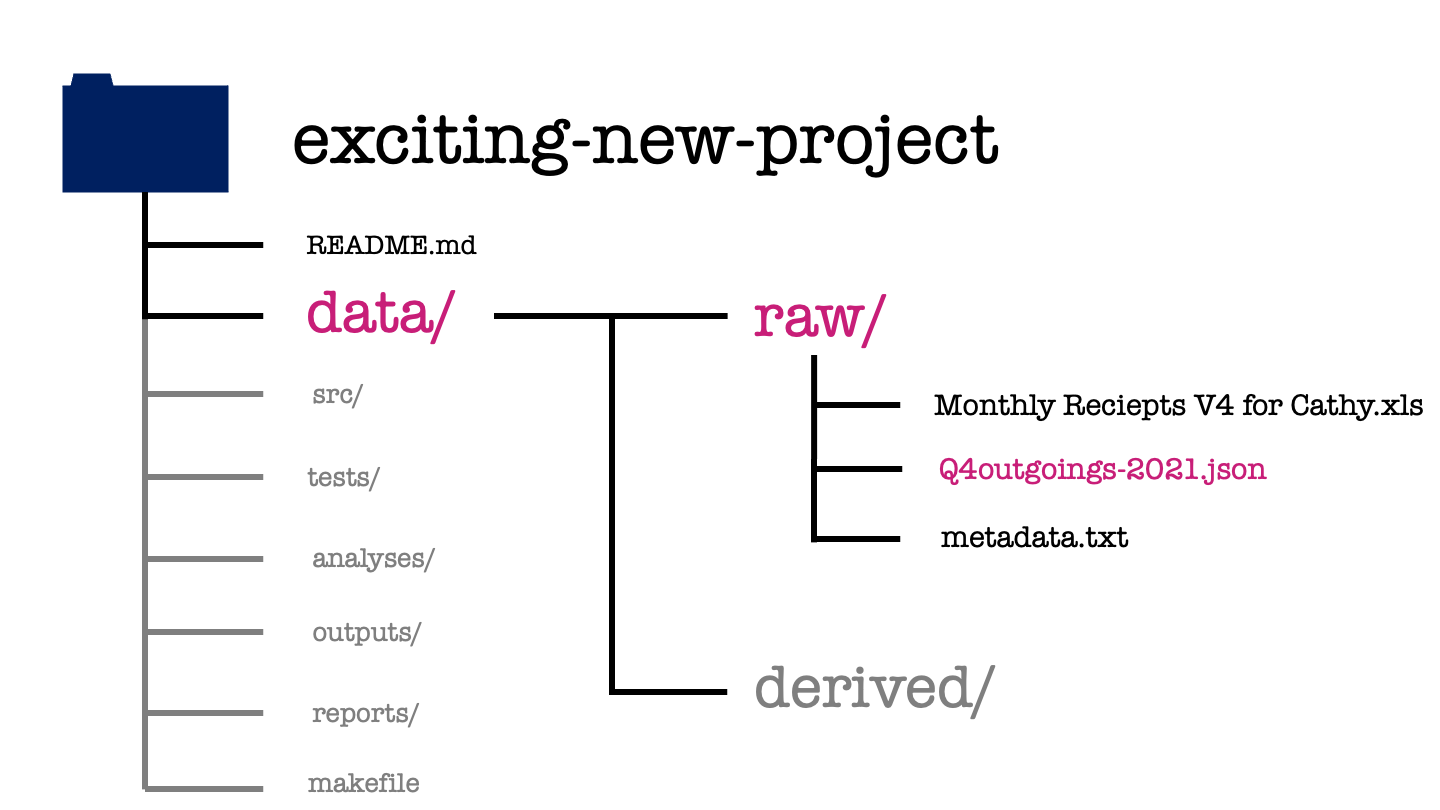 exciting-new-project
README.md
data/
raw/
src/
Monthly Reciepts V4 for Cathy.xls
tests/
Q4outgoings-2021.json
analyses/
metadata.txt
outputs/
reports/
derived/
makefile